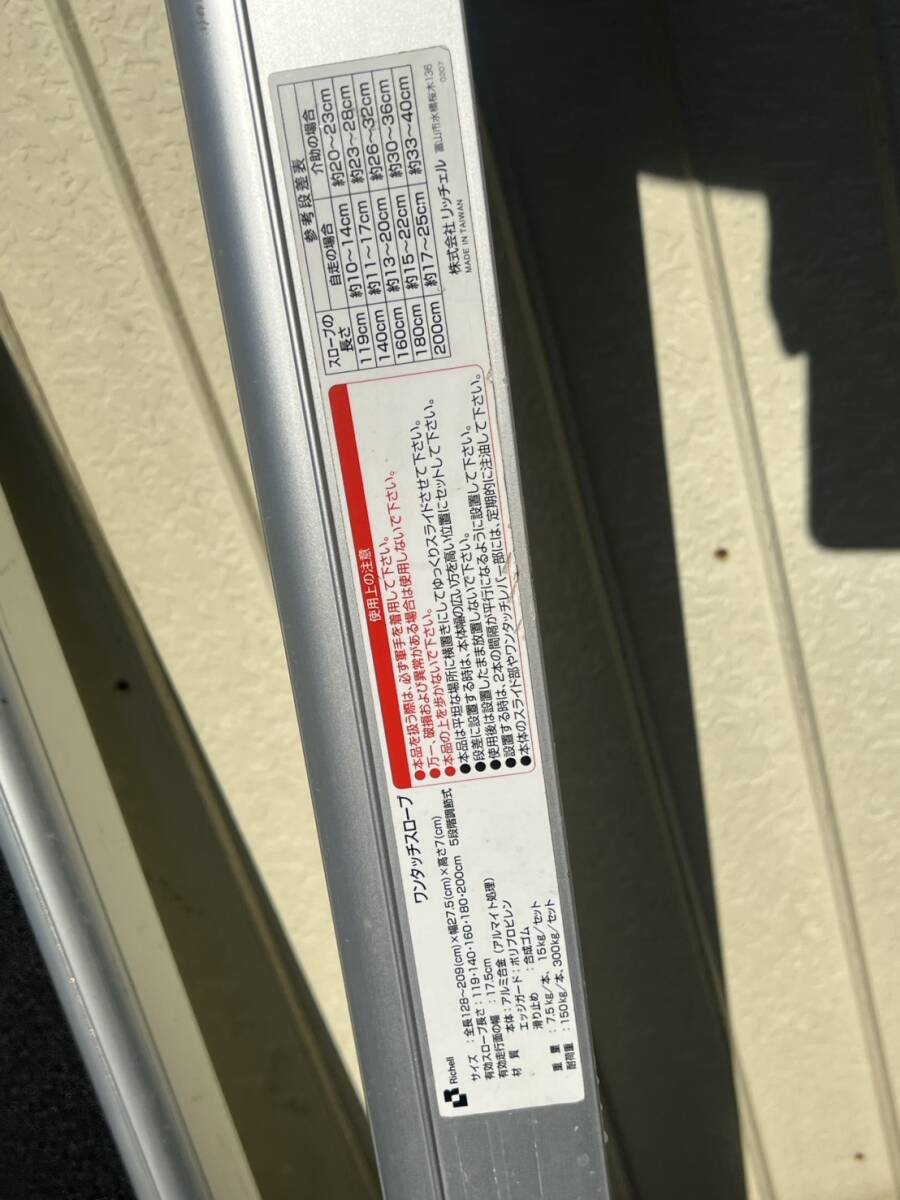 Richell
ワンタッチスロープ
サイズ：全長128～209(cm)×幅27.5(cm)×高さ7(cm)
有効スロープ長さ：119・140・160・180・200cm 5段階調節式
有効走行面の幅：17.5cm
材質 本体：アルミ合金（アルマイト処理）
エッジガード：ポリプロピレン
滑り止め：合成ゴム
重量：7.5kg/本、15kg/セット
耐荷重：150kg/本、300kg/セット
使用上の注意
●本品を扱う際は、必ず軍手を着用して下さい。
●万一、破損および異常がある場合は使用しないで下さい。
●本品の上を歩かないで下さい。
●本品は平坦な場所に横置きにしてゆっくりスライドさせて下さい。
●段差に設置する時は、本体幅の広い方を高い位置にセットして下さい。
●使用後は設置したまま放置しないで下さい。
●設置する時は、2本の間隔が平行になるように設置して下さい。
●本体のスライド部やワンタッチレバー部には、定期的に注油して下さい。
参考段差表
スロープの長さ 自走の場合 介助の場合
119cm 約10～14cm 約20～23cm
140cm 約11～17cm 約23～28cm
160cm 約13～20cm 約26～32cm
180cm 約15～22cm 約30～36cm
200cm 約17～25cm 約33～40cm
株式会社リッチェル 富山市水橋桜木136
MADE IN TAIWAN 0307